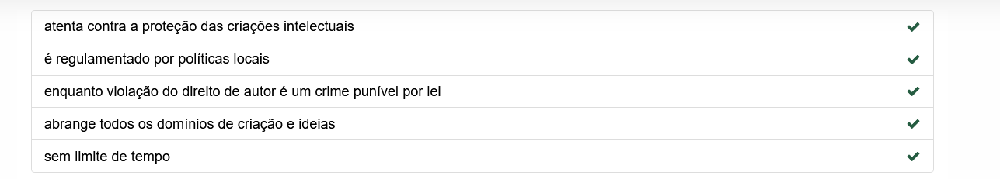 atenta contra a proteção das criações intelectuais
é regulamentado por políticas locais
enquanto violação do direito de autor é um crime punível por lei
abrange todos os domínios de criação e ideias
sem limite de tempo